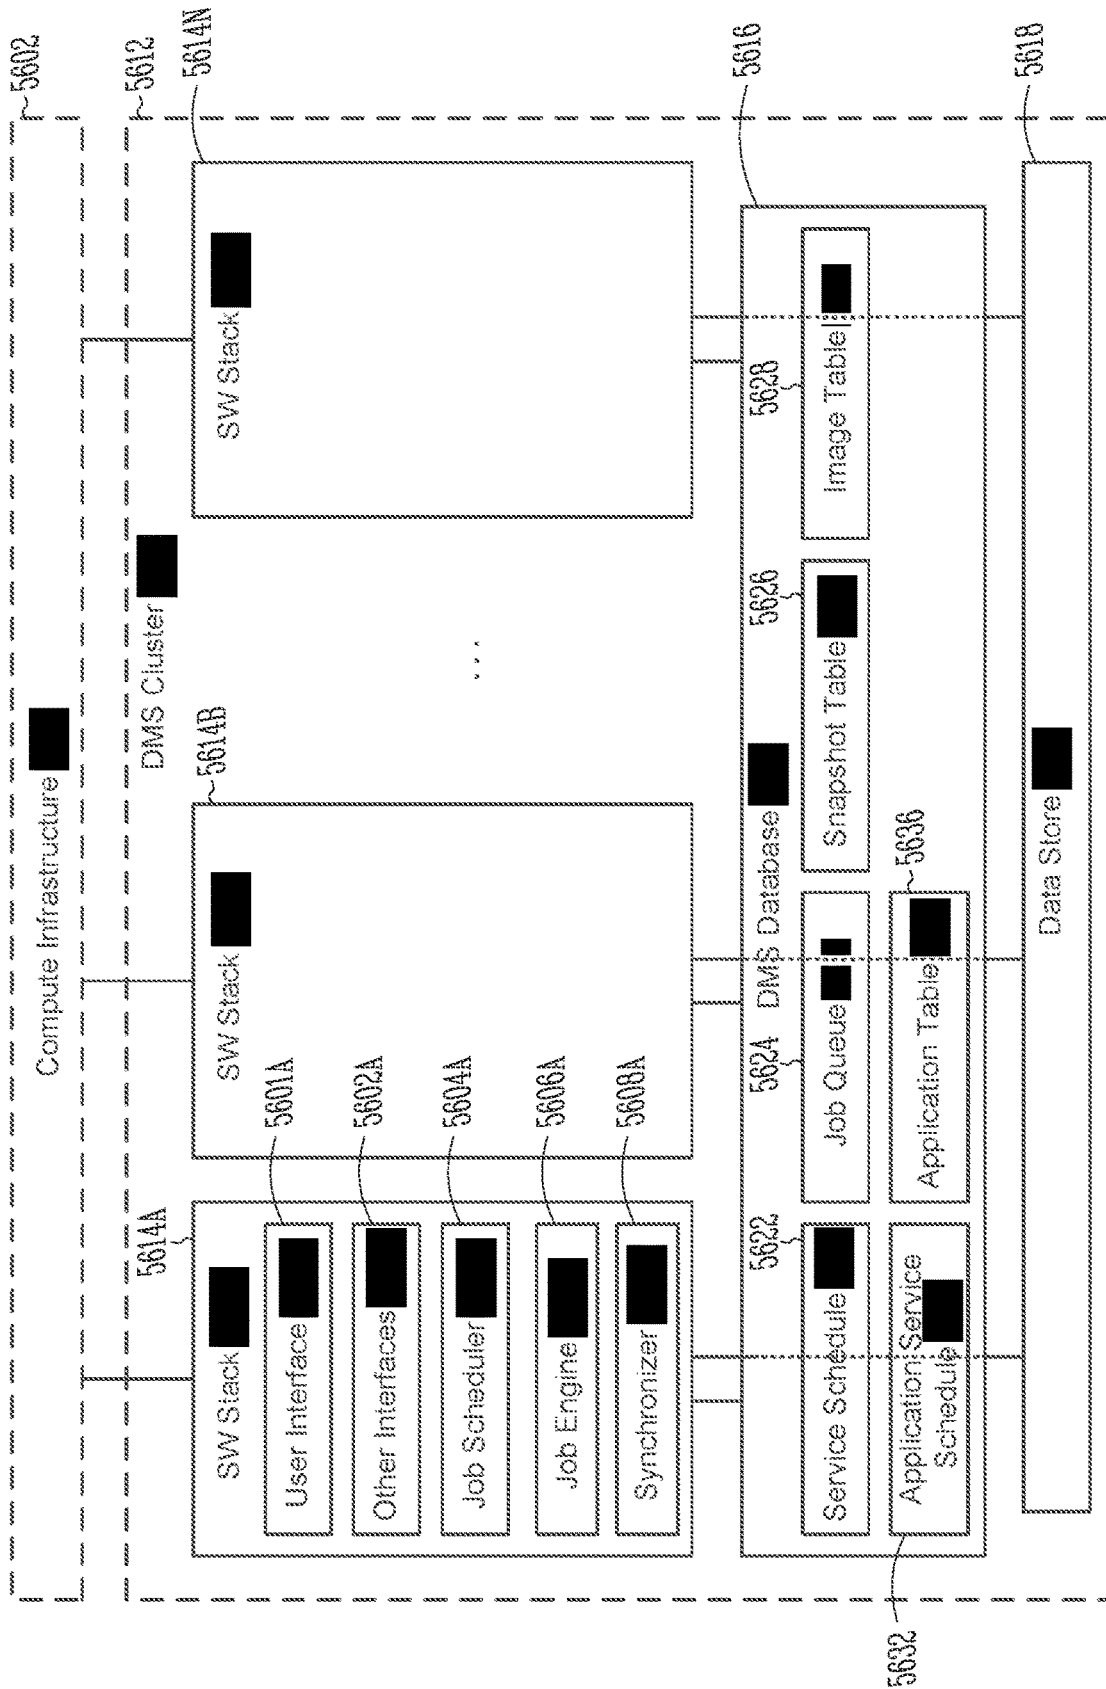 5602
Compute Infrastructure
5612
DMS Cluster
5614A
SW Stack
User Interface
5601A
Other Interfaces
5602A
Job Scheduler
5604A
Job Engine
5606A
Synchronizer
5608A
5614B
SW Stack
...
5614N
SW Stack
5616
DMS Database
5622
Service Schedule
5624
Job Queue
5626
Snapshot Table
5628
Image Table
5632
Application Service
Schedule
5636
Application Table
5618
Data Store